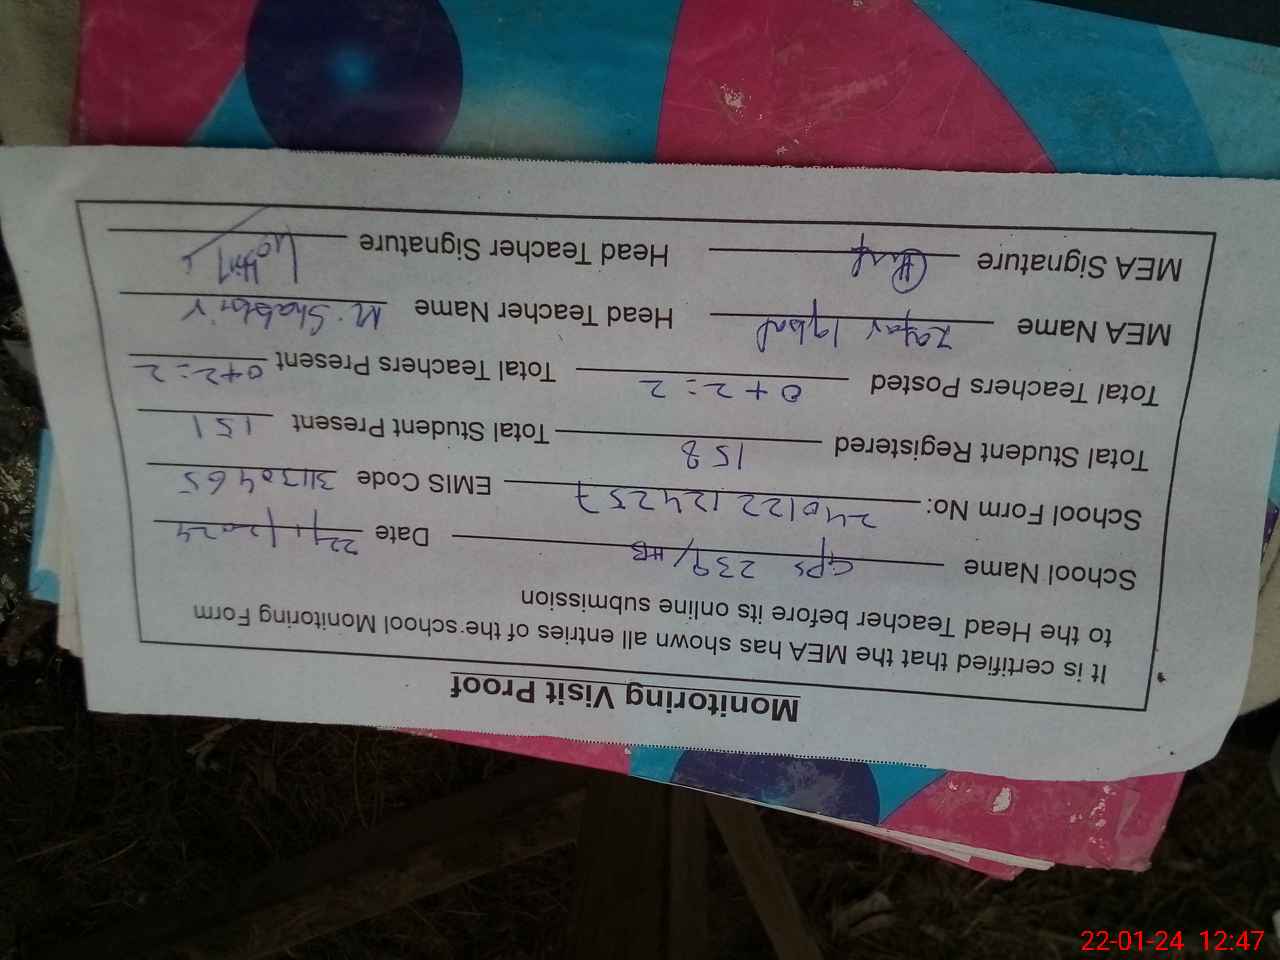 Monitoring Visit Proof
It is certified that the MEA has shown all entries of the school Monitoring Form
to the Head Teacher before its online submission
School Name GPS 239/HB Date 22/1/2024
School Form No: 2401221224257 EMIS Code 31130465
Total Student Registered 158 Total Student Present 151
Total Teachers Posted 0+2=2 Total Teachers Present 0+2=2
MEA Name Zafar Iqbal Head Teacher Name M. Shabbir
MEA Signature Head Teacher Signature
22-01-24 12:47